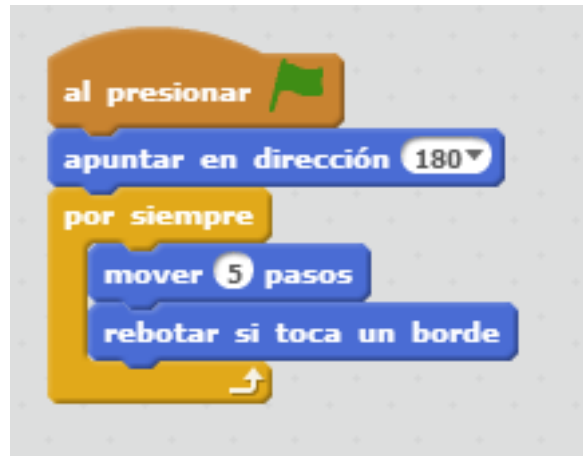 al presionar
apuntar en dirección 180
por siempre
mover 5 pasos
rebotar si toca un borde